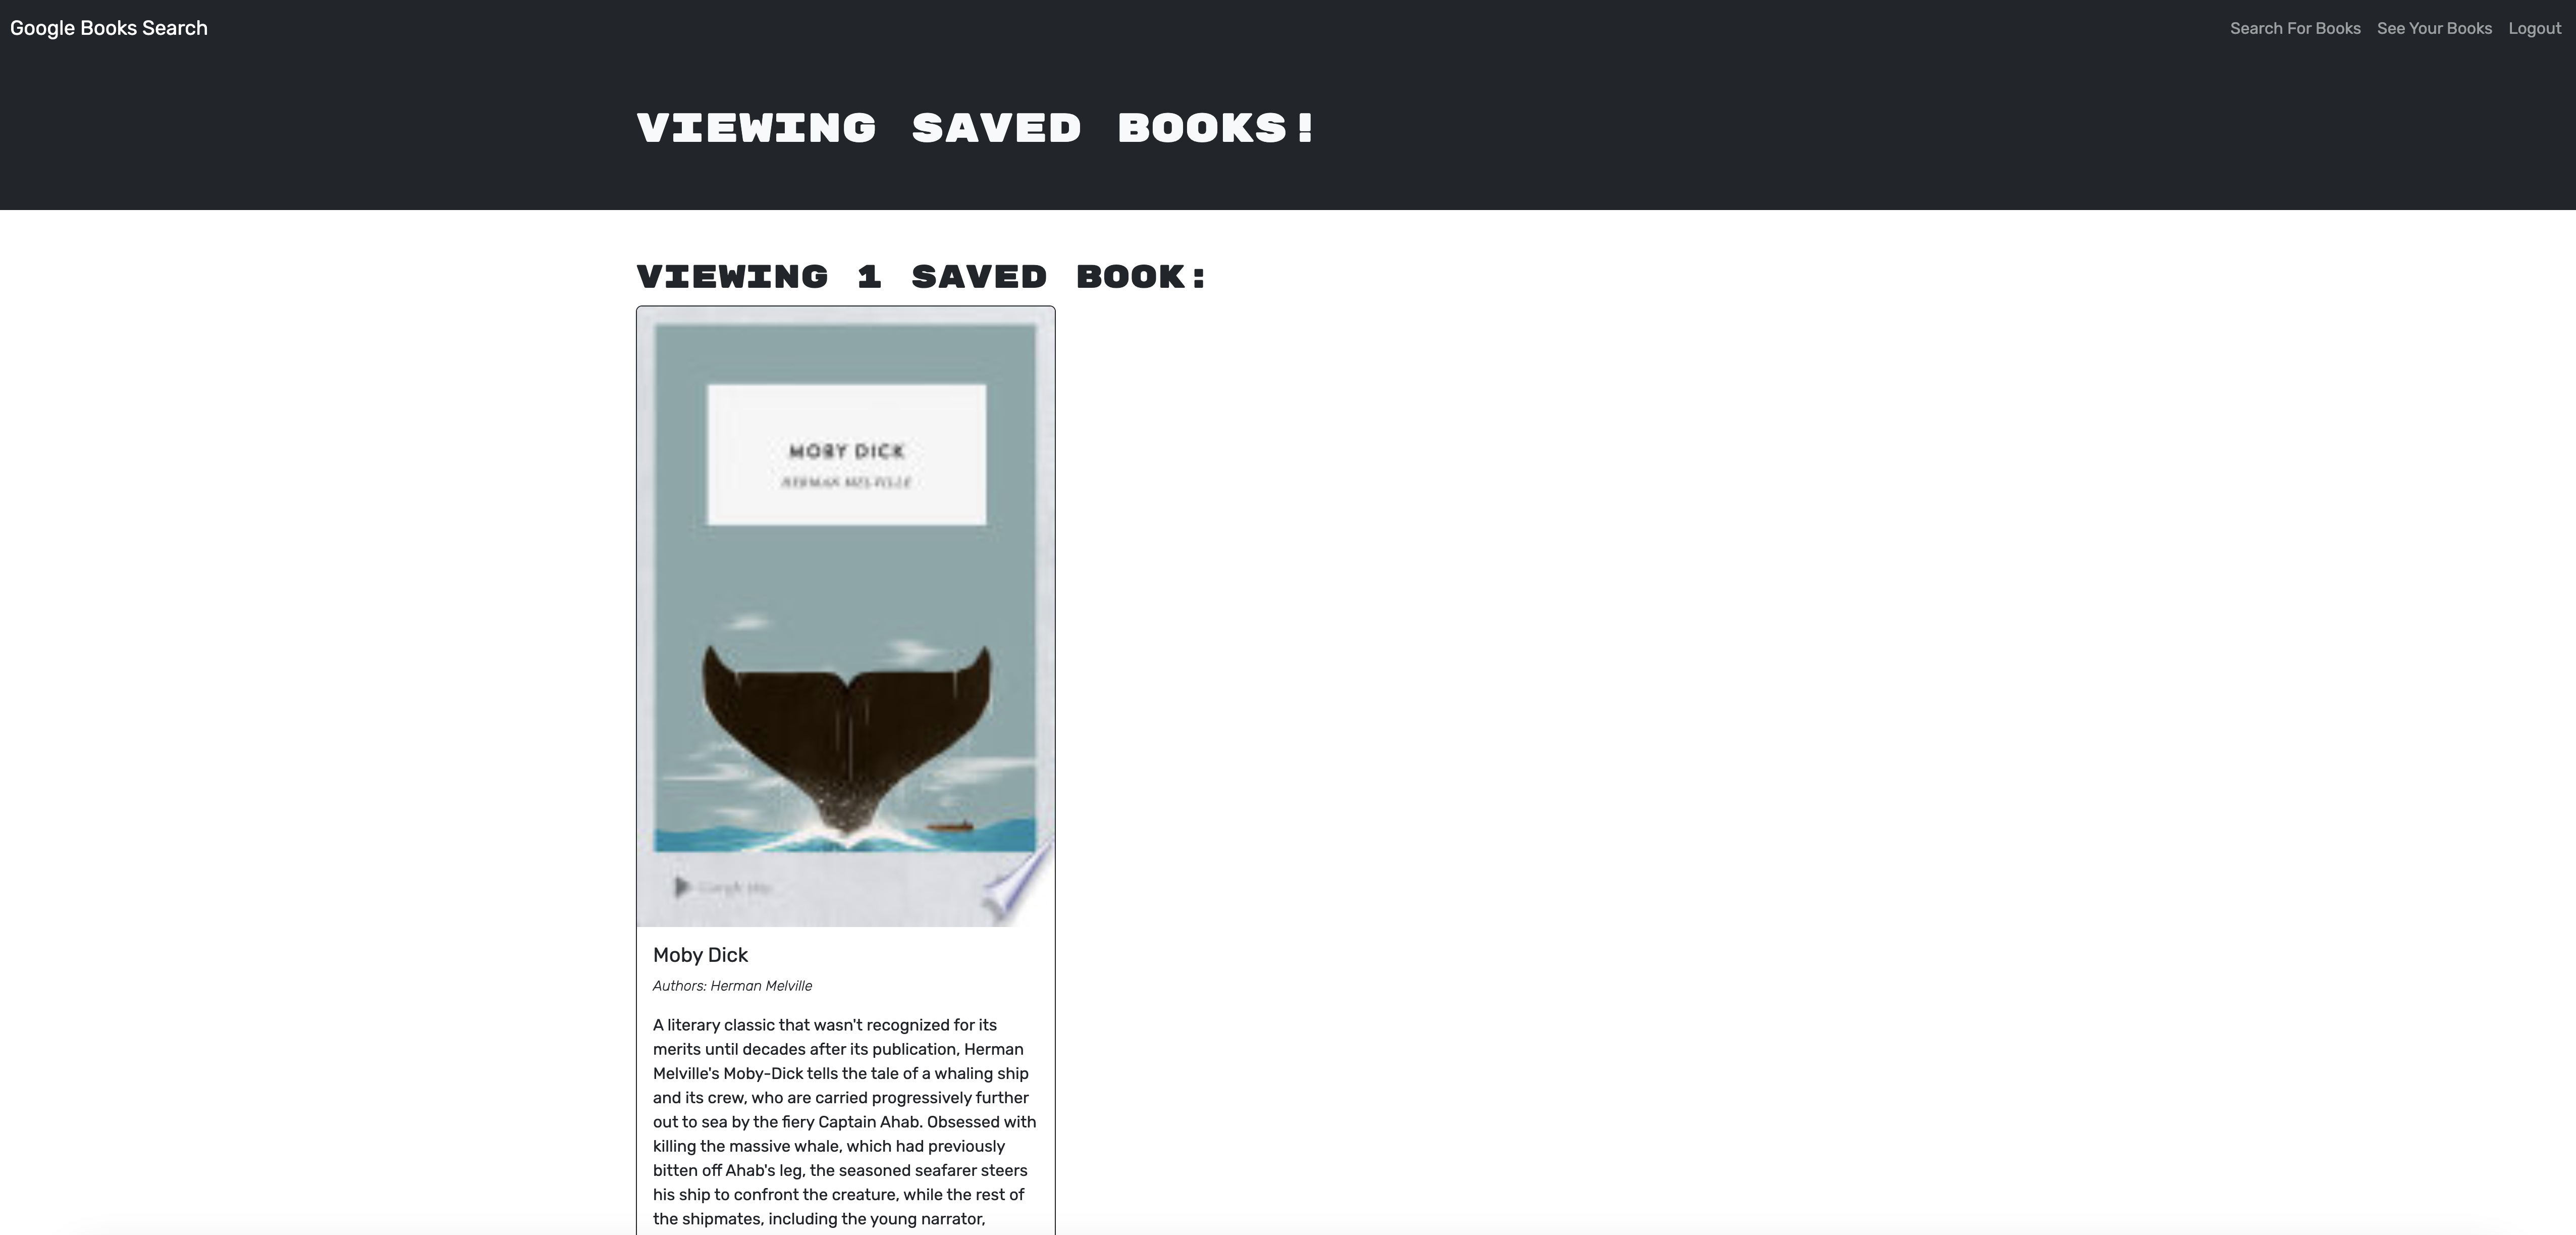 Google Books Search
Search For Books See Your Books Logout
VIEWING SAVED BOOKS!
VIEWING 1 SAVED BOOK:
MOBY DICK
HERMAN MELVILLE
Moby Dick
Authors: Herman Melville
A literary classic that wasn't recognized for its
merits until decades after its publication, Herman
Melville's Moby-Dick tells the tale of a whaling ship
and its crew, who are carried progressively further
out to sea by the fiery Captain Ahab. Obsessed with
killing the massive whale, which had previously
bitten off Ahab's leg, the seasoned seafarer steers
his ship to confront the creature, while the rest of
the shipmates, including the young narrator,